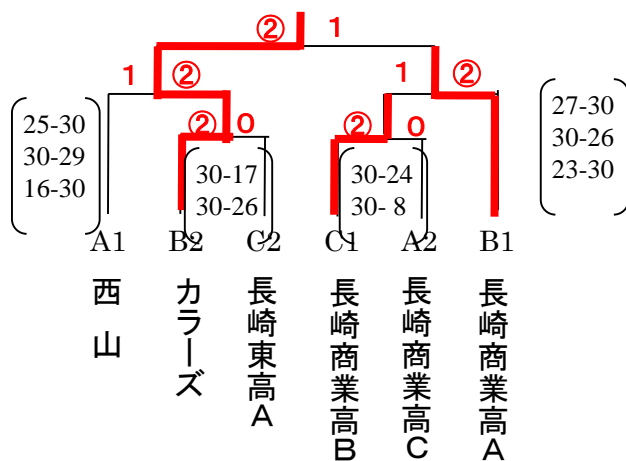 ② 1
1 ② 1 ②
25-30
30-29
16-30
② 0 ② 0
27-30
30-26
23-30
30-17
30-26
30-24
30- 8
A1 B2 C2 C1 A2 B1
西山
カラーズ
長崎東高A
長崎商業高B
長崎商業高C
長崎商業高A